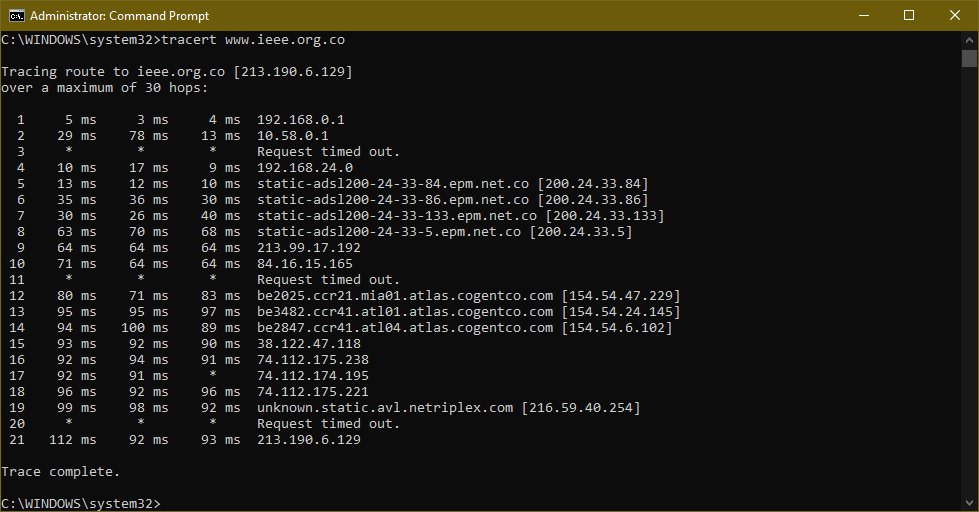 Administrator: Command Prompt
C:\WINDOWS\system32>tracert www.ieee.org.co
Tracing route to ieee.org.co [213.190.6.129]
over a maximum of 30 hops:
1 5 ms 3 ms 4 ms 192.168.0.1
2 29 ms 78 ms 13 ms 10.58.0.1
3 * * * Request timed out.
4 10 ms 17 ms 9 ms 192.168.24.0
5 13 ms 12 ms 10 ms static-adsl200-24-33-84.epm.net.co [200.24.33.84]
6 35 ms 36 ms 30 ms static-adsl200-24-33-86.epm.net.co [200.24.33.86]
7 30 ms 26 ms 40 ms static-adsl200-24-33-133.epm.net.co [200.24.33.133]
8 63 ms 70 ms 68 ms static-adsl200-24-33-5.epm.net.co [200.24.33.5]
9 64 ms 64 ms 64 ms 213.99.17.192
10 71 ms 64 ms 64 ms 84.16.15.165
11 * * * Request timed out.
12 80 ms 71 ms 83 ms be2025.ccr21.mia01.atlas.cogentco.com [154.54.47.229]
13 95 ms 95 ms 97 ms be3482.ccr41.atl01.atlas.cogentco.com [154.54.24.145]
14 94 ms 100 ms 89 ms be2847.ccr41.atl04.atlas.cogentco.com [154.54.6.102]
15 93 ms 92 ms 90 ms 38.122.47.118
16 92 ms 94 ms 91 ms 74.112.175.238
17 92 ms 91 ms * 74.112.174.195
18 96 ms 92 ms 96 ms 74.112.175.221
19 99 ms 98 ms 92 ms unknown.static.avl.netriplex.com [216.59.40.254]
20 * * * Request timed out.
21 112 ms 92 ms 93 ms 213.190.6.129
Trace complete.
C:\WINDOWS\system32>